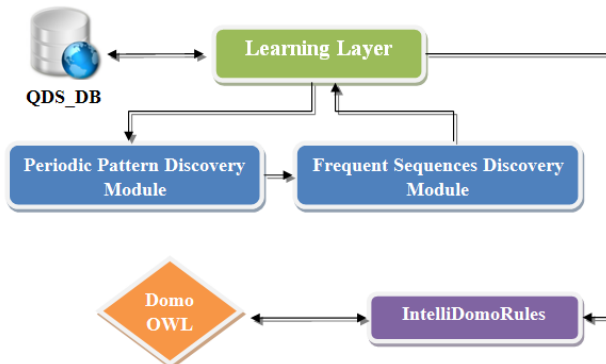 Learning Layer
QDS_DB
Periodic Pattern Discovery
Module
Frequent Sequences Discovery
Module
Domo
OWL
IntelliDomoRules